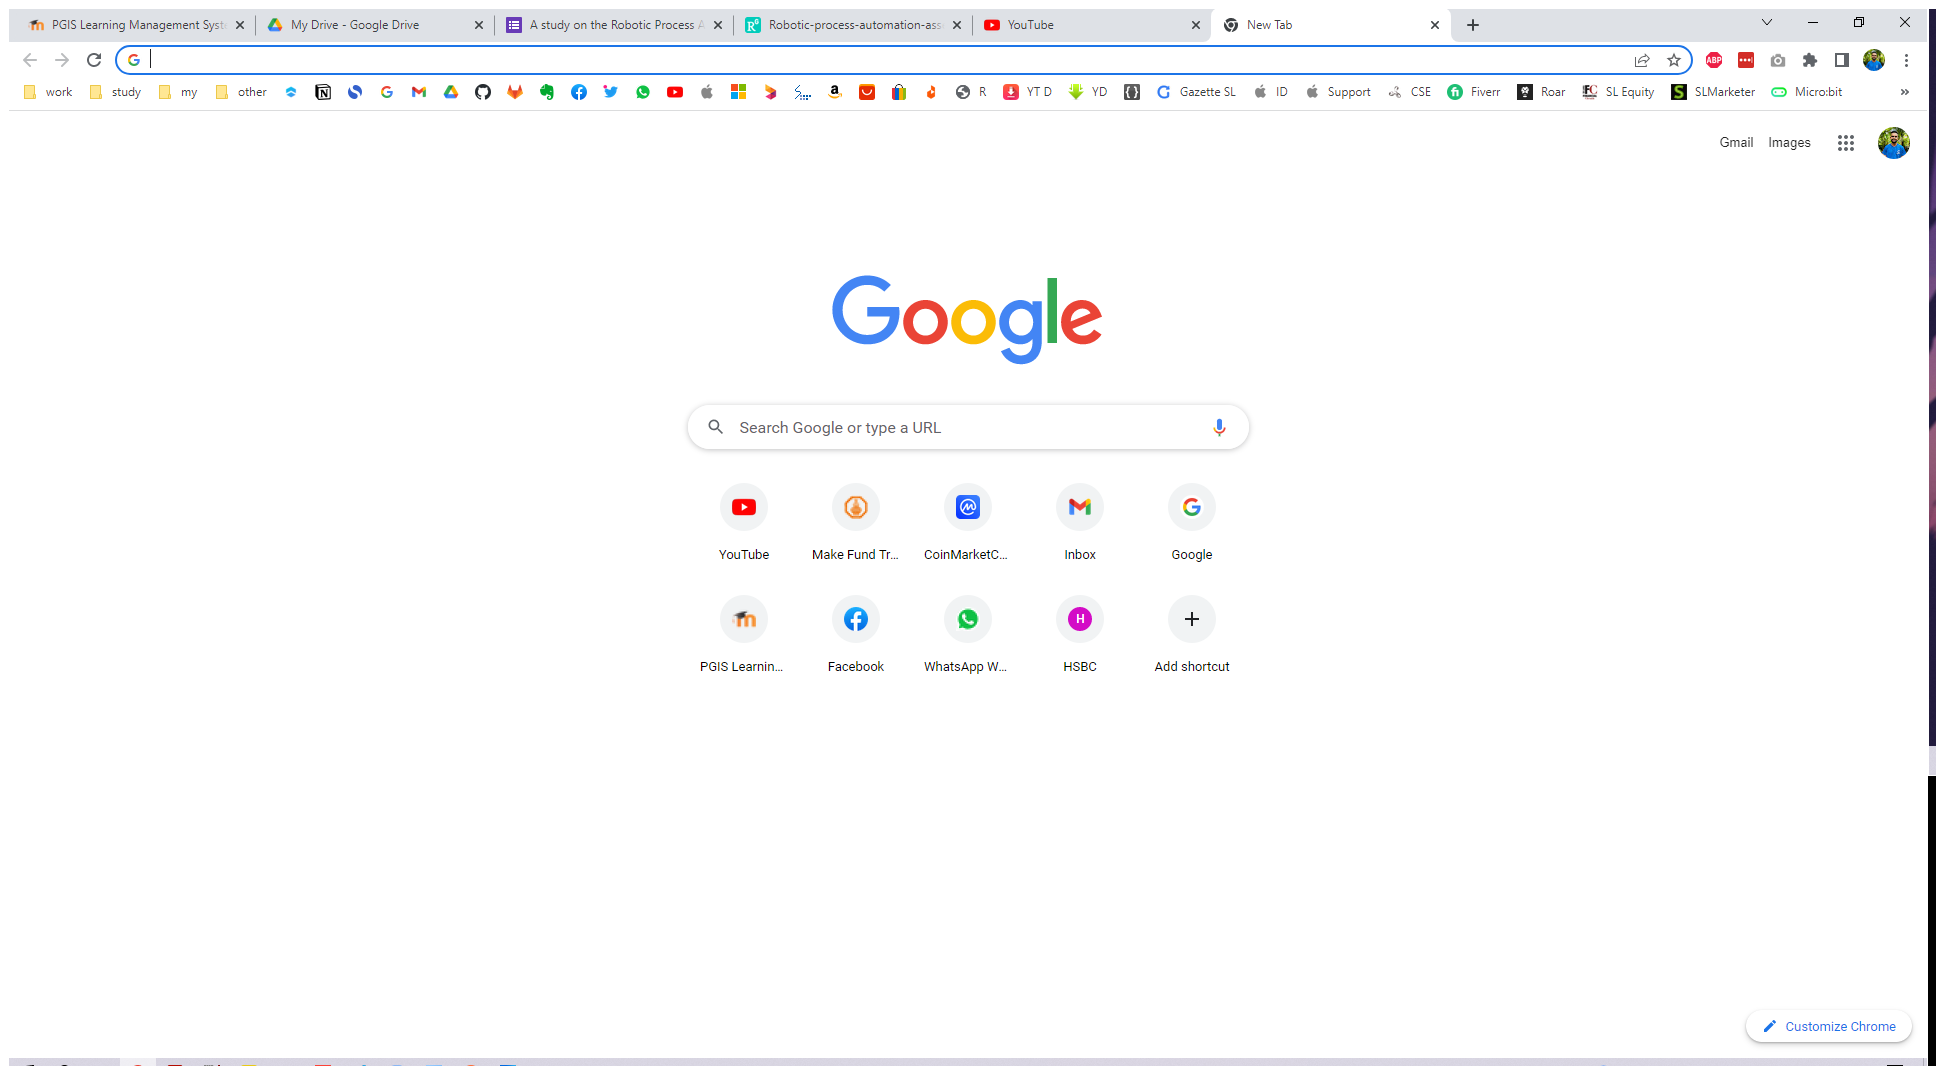 PGIS Learning Management Syst
My Drive - Google Drive
A study on the Robotic Process A
Robotic-process-automation-ass
YouTube
New Tab
ABP
work study my other R YT D YD Gazette SL ID Support CSE Fiverr Roar SL Equity SLMarketer Micro:bit
Gmail Images
Google
Search Google or type a URL
YouTube Make Fund Tr... CoinMarketC... Inbox Google
H
PGIS Learnin... Facebook WhatsApp W... HSBC Add shortcut
Customize Chrome